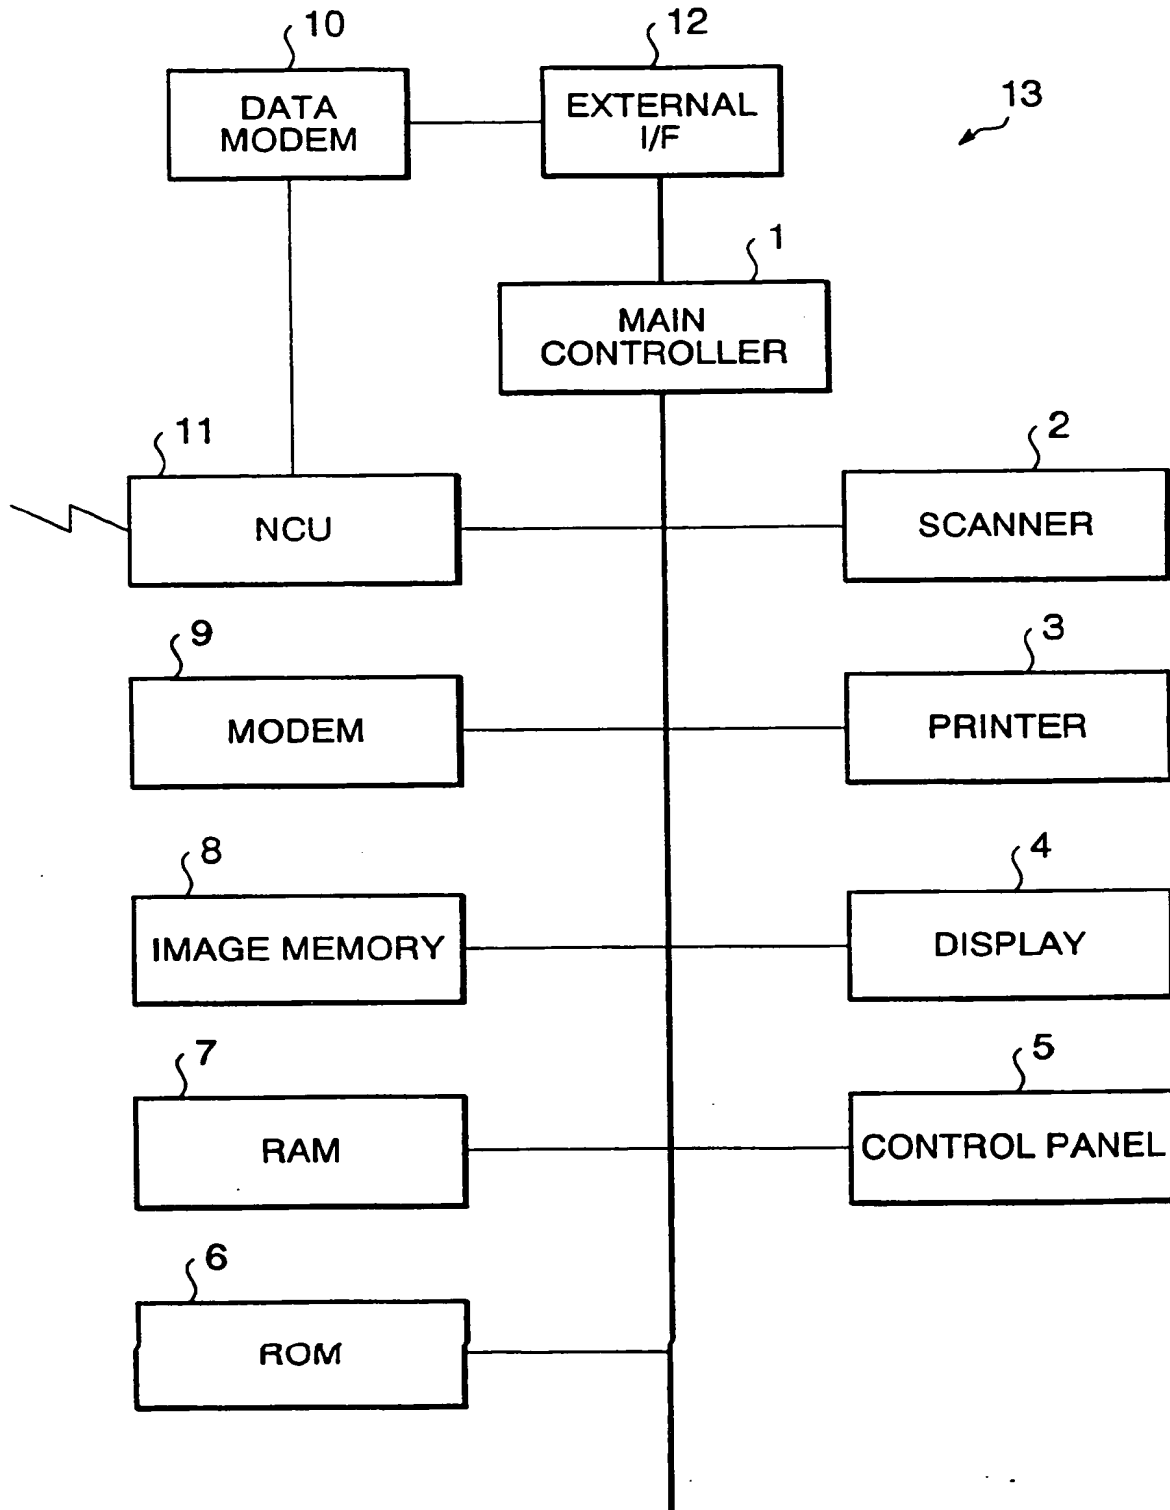 10
DATA
MODEM
12
EXTERNAL
I/F
13
1
MAIN
CONTROLLER
11
NCU
2
SCANNER
9
MODEM
3
PRINTER
8
IMAGE MEMORY
4
DISPLAY
7
RAM
5
CONTROL PANEL
6
ROM